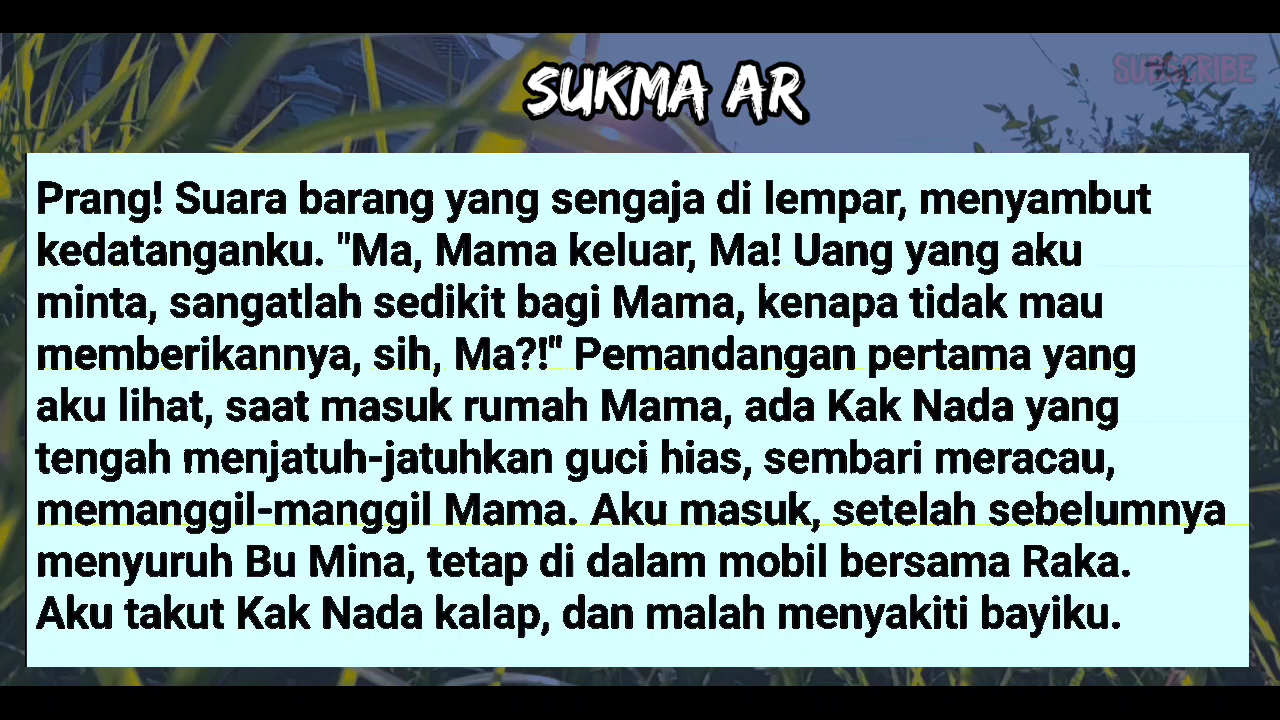 SUKMA AR
SUBSCRIBE
Prang! Suara barang yang sengaja di lempar, menyambut
kedatanganku. "Ma, Mama keluar, Ma! Uang yang aku
minta, sangatlah sedikit bagi Mama, kenapa tidak mau
memberikannya, sih, Ma?!" Pemandangan pertama yang
aku lihat, saat masuk rumah Mama, ada Kak Nada yang
tengah menjatuh-jatuhkan guci hias, sembari meracau,
memanggil-manggil Mama. Aku masuk, setelah sebelumnya
menyuruh Bu Mina, tetap di dalam mobil bersama Raka.
Aku takut Kak Nada kalap, dan malah menyakiti bayiku.